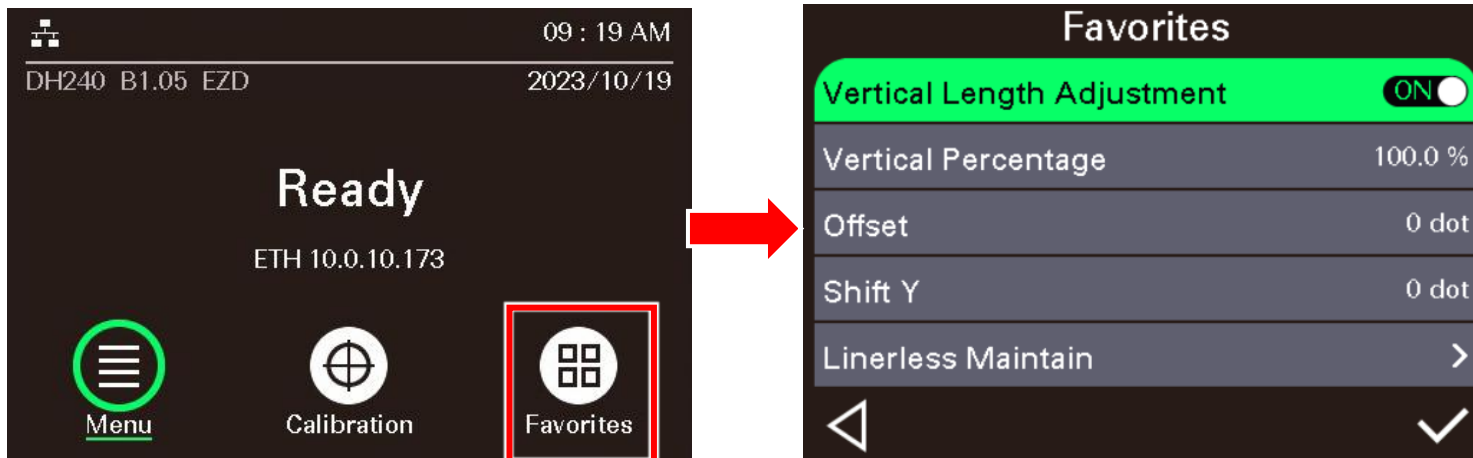 09 : 19 AM
DH240 B1.05 EZD 2023/10/19
Ready
ETH 10.0.10.173
Menu Calibration Favorites
Favorites
Vertical Length Adjustment ON
Vertical Percentage 100.0 %
Offset 0 dot
Shift Y 0 dot
Linerless Maintain